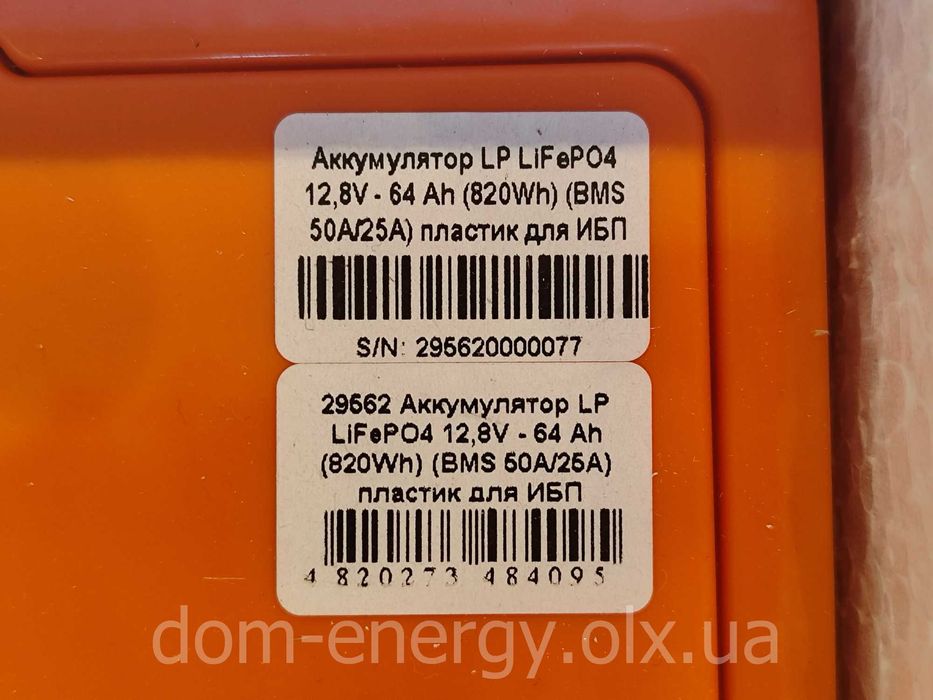 Аккумулятор LP LiFePO4
12,8V - 64 Ah (820Wh) (BMS
50A/25A) пластик для ИБП
S/N: 295620000077
29562 Аккумулятор LP
LiFePO4 12,8V - 64 Ah
(820Wh) (BMS 50A/25A)
пластик для ИБП
4 820273 484095
dom-energy.olx.ua